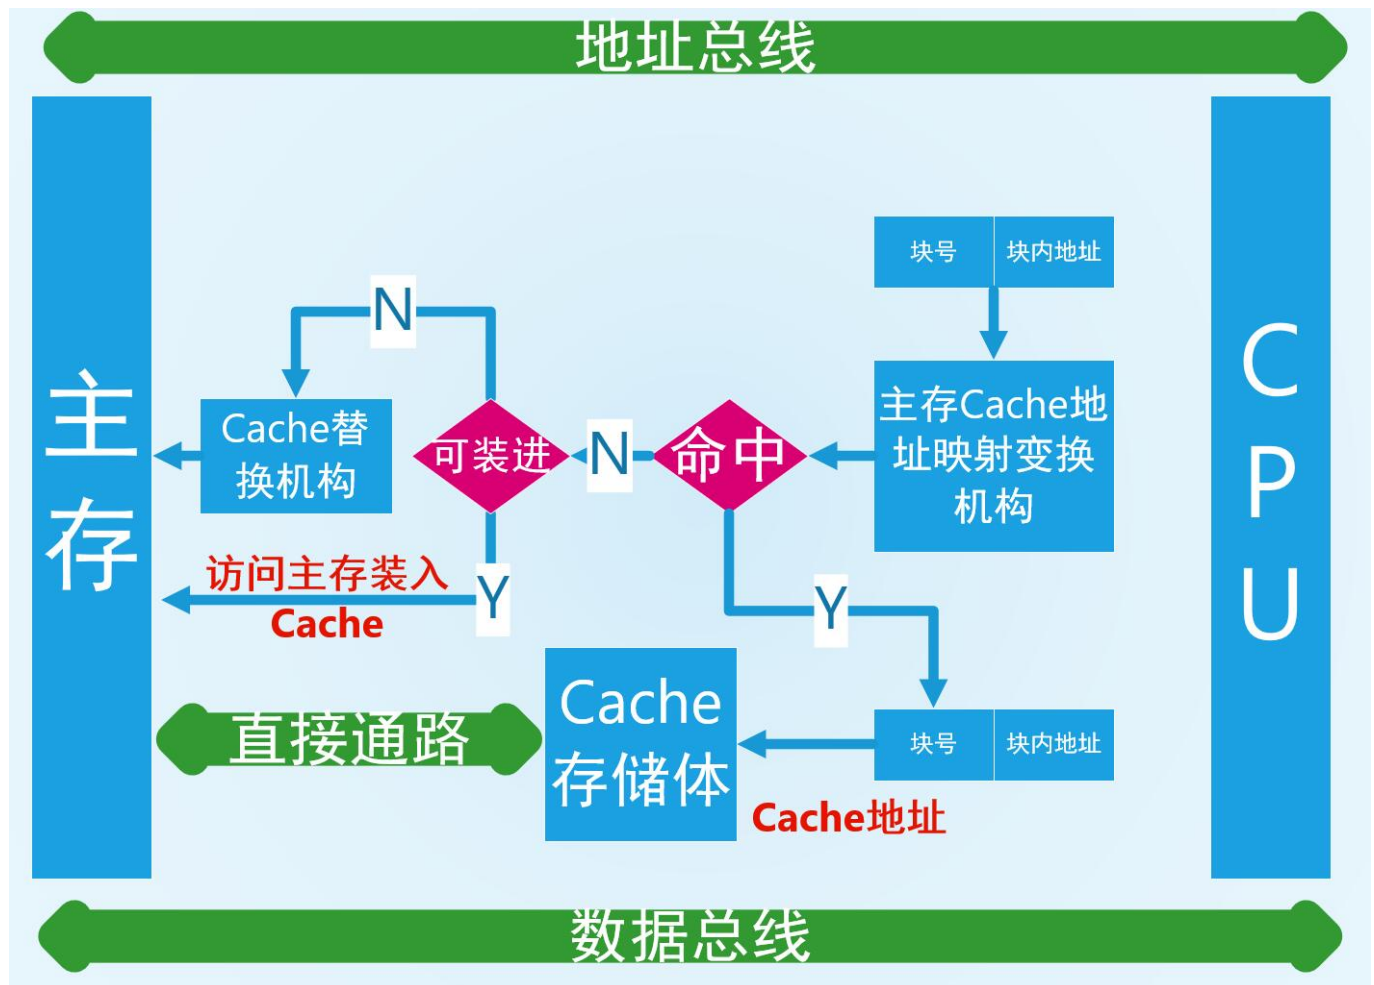 地址总线
主存
CPU
块号 块内地址
主存Cache地
址映射变换
机构
命中
N
可装进
N
Cache替
换机构
Y
访问主存装入
Cache
Y
块号 块内地址
Cache地址
Cache
存储体
直接通路
数据总线